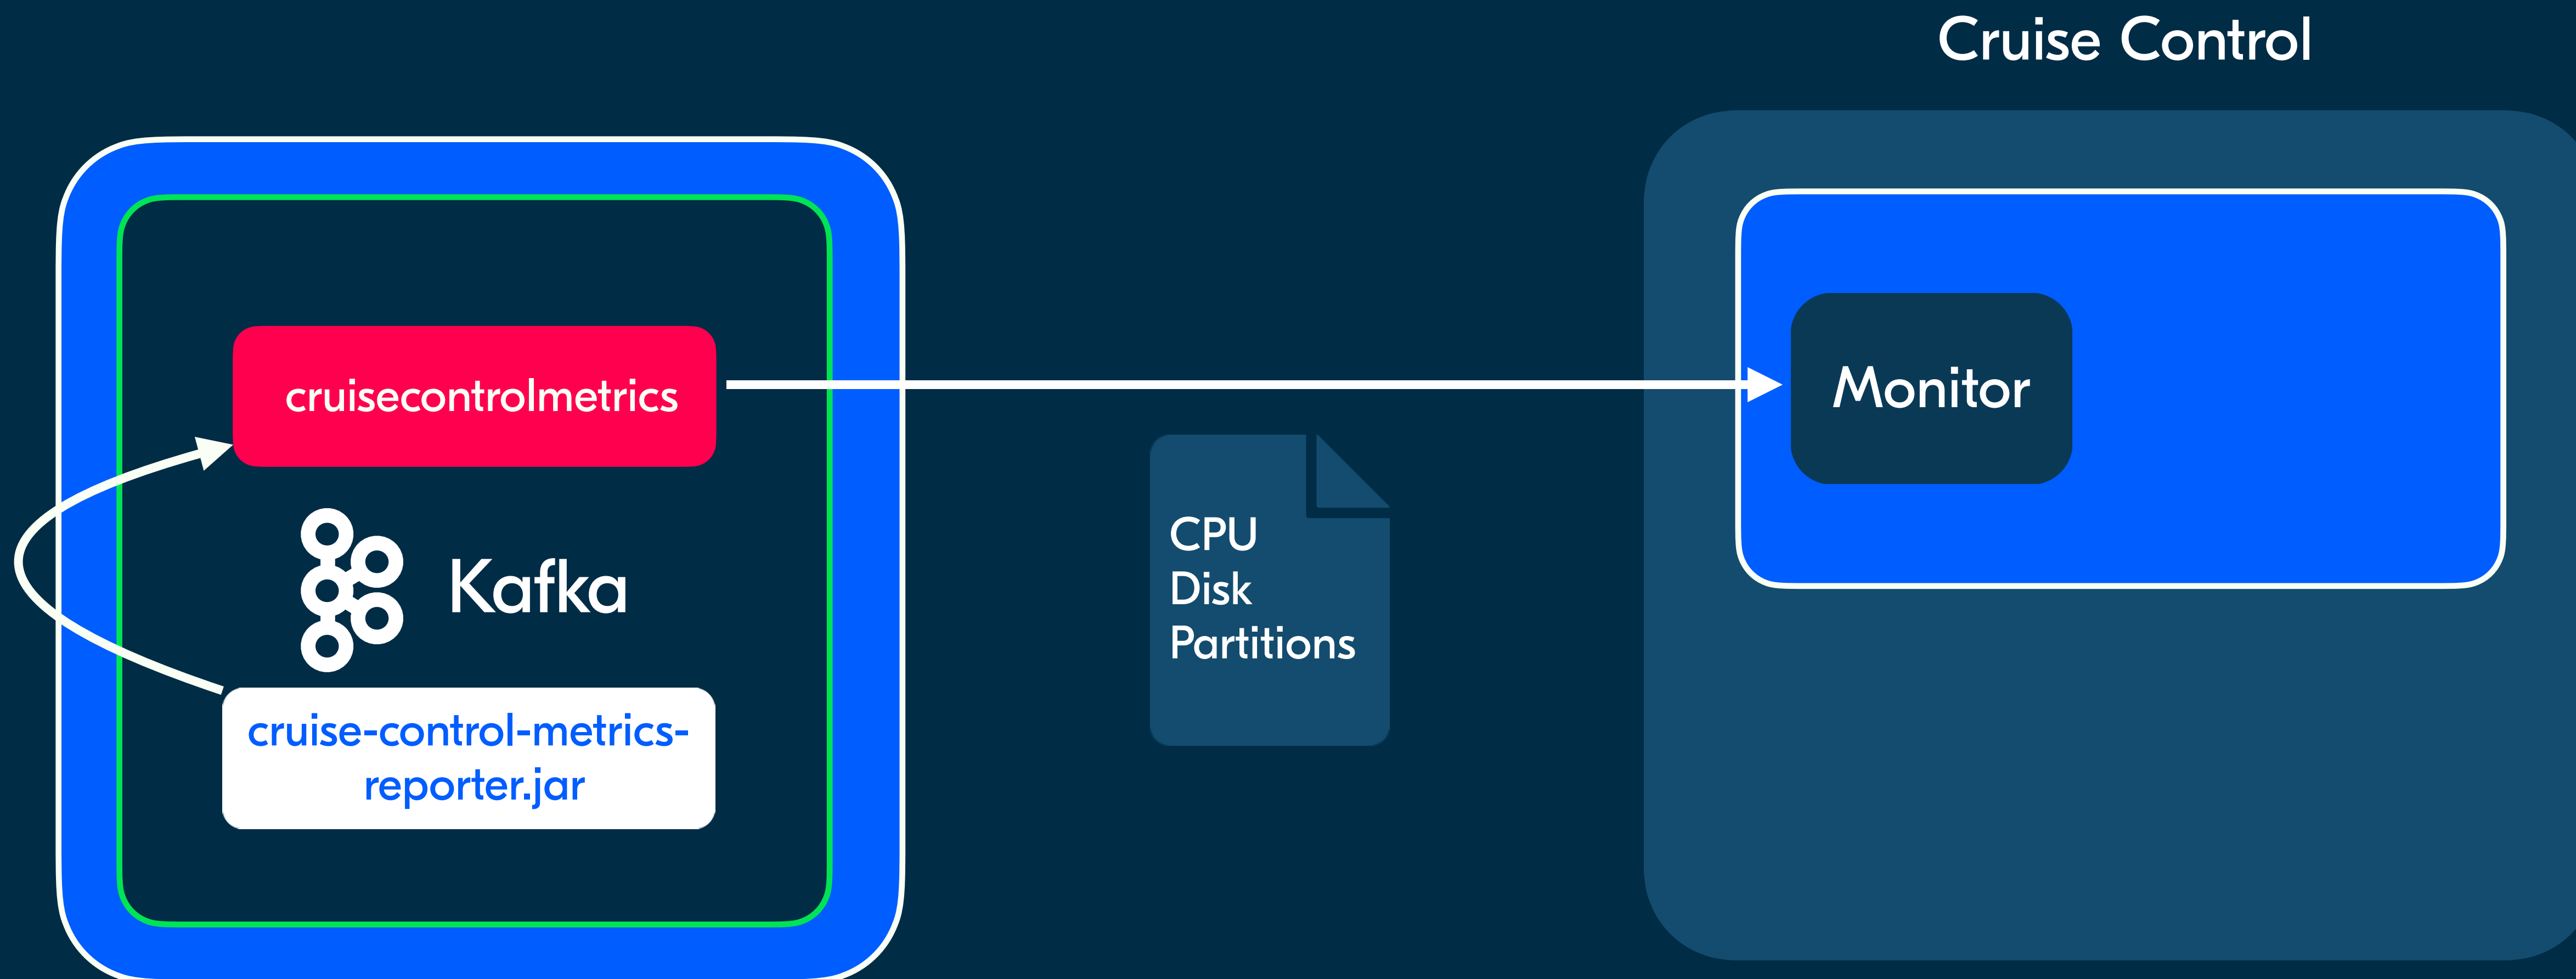 Cruise Control
cruisecontrolmetrics
Kafka
cruise-control-metrics-
reporter.jar
CPU
Disk
Partitions
Monitor